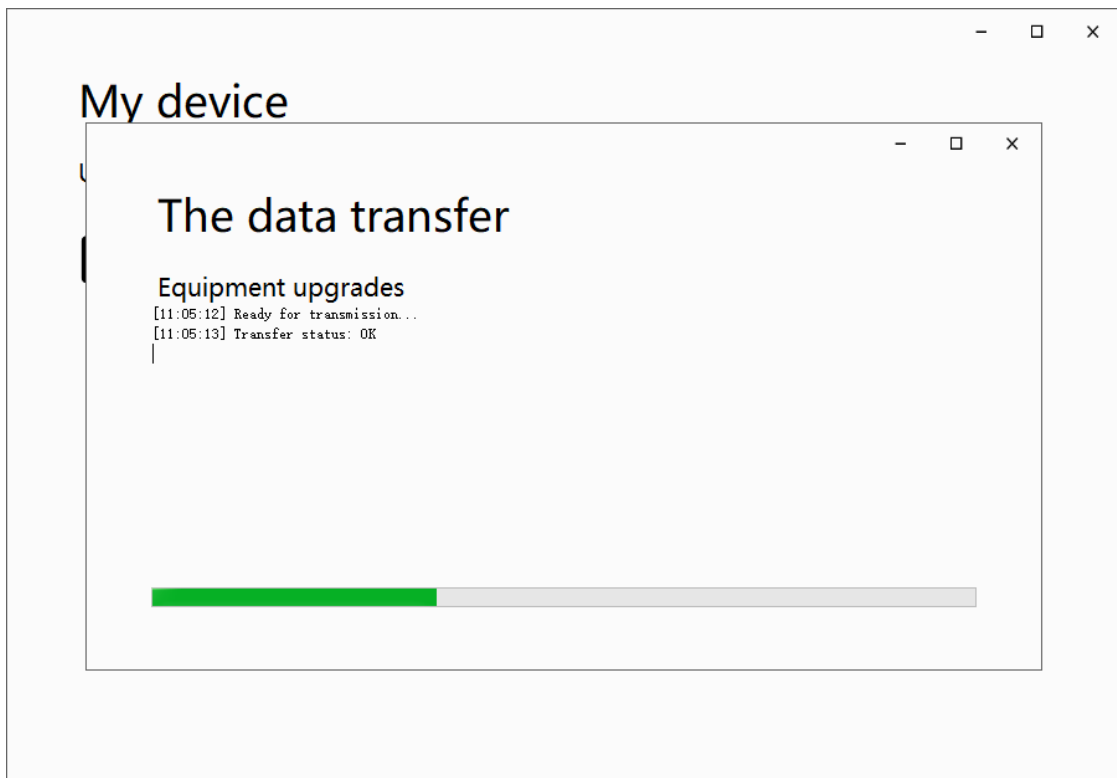 My device
The data transfer
Equipment upgrades
[11:05:12] Ready for transmission...
[11:05:13] Transfer status: OK